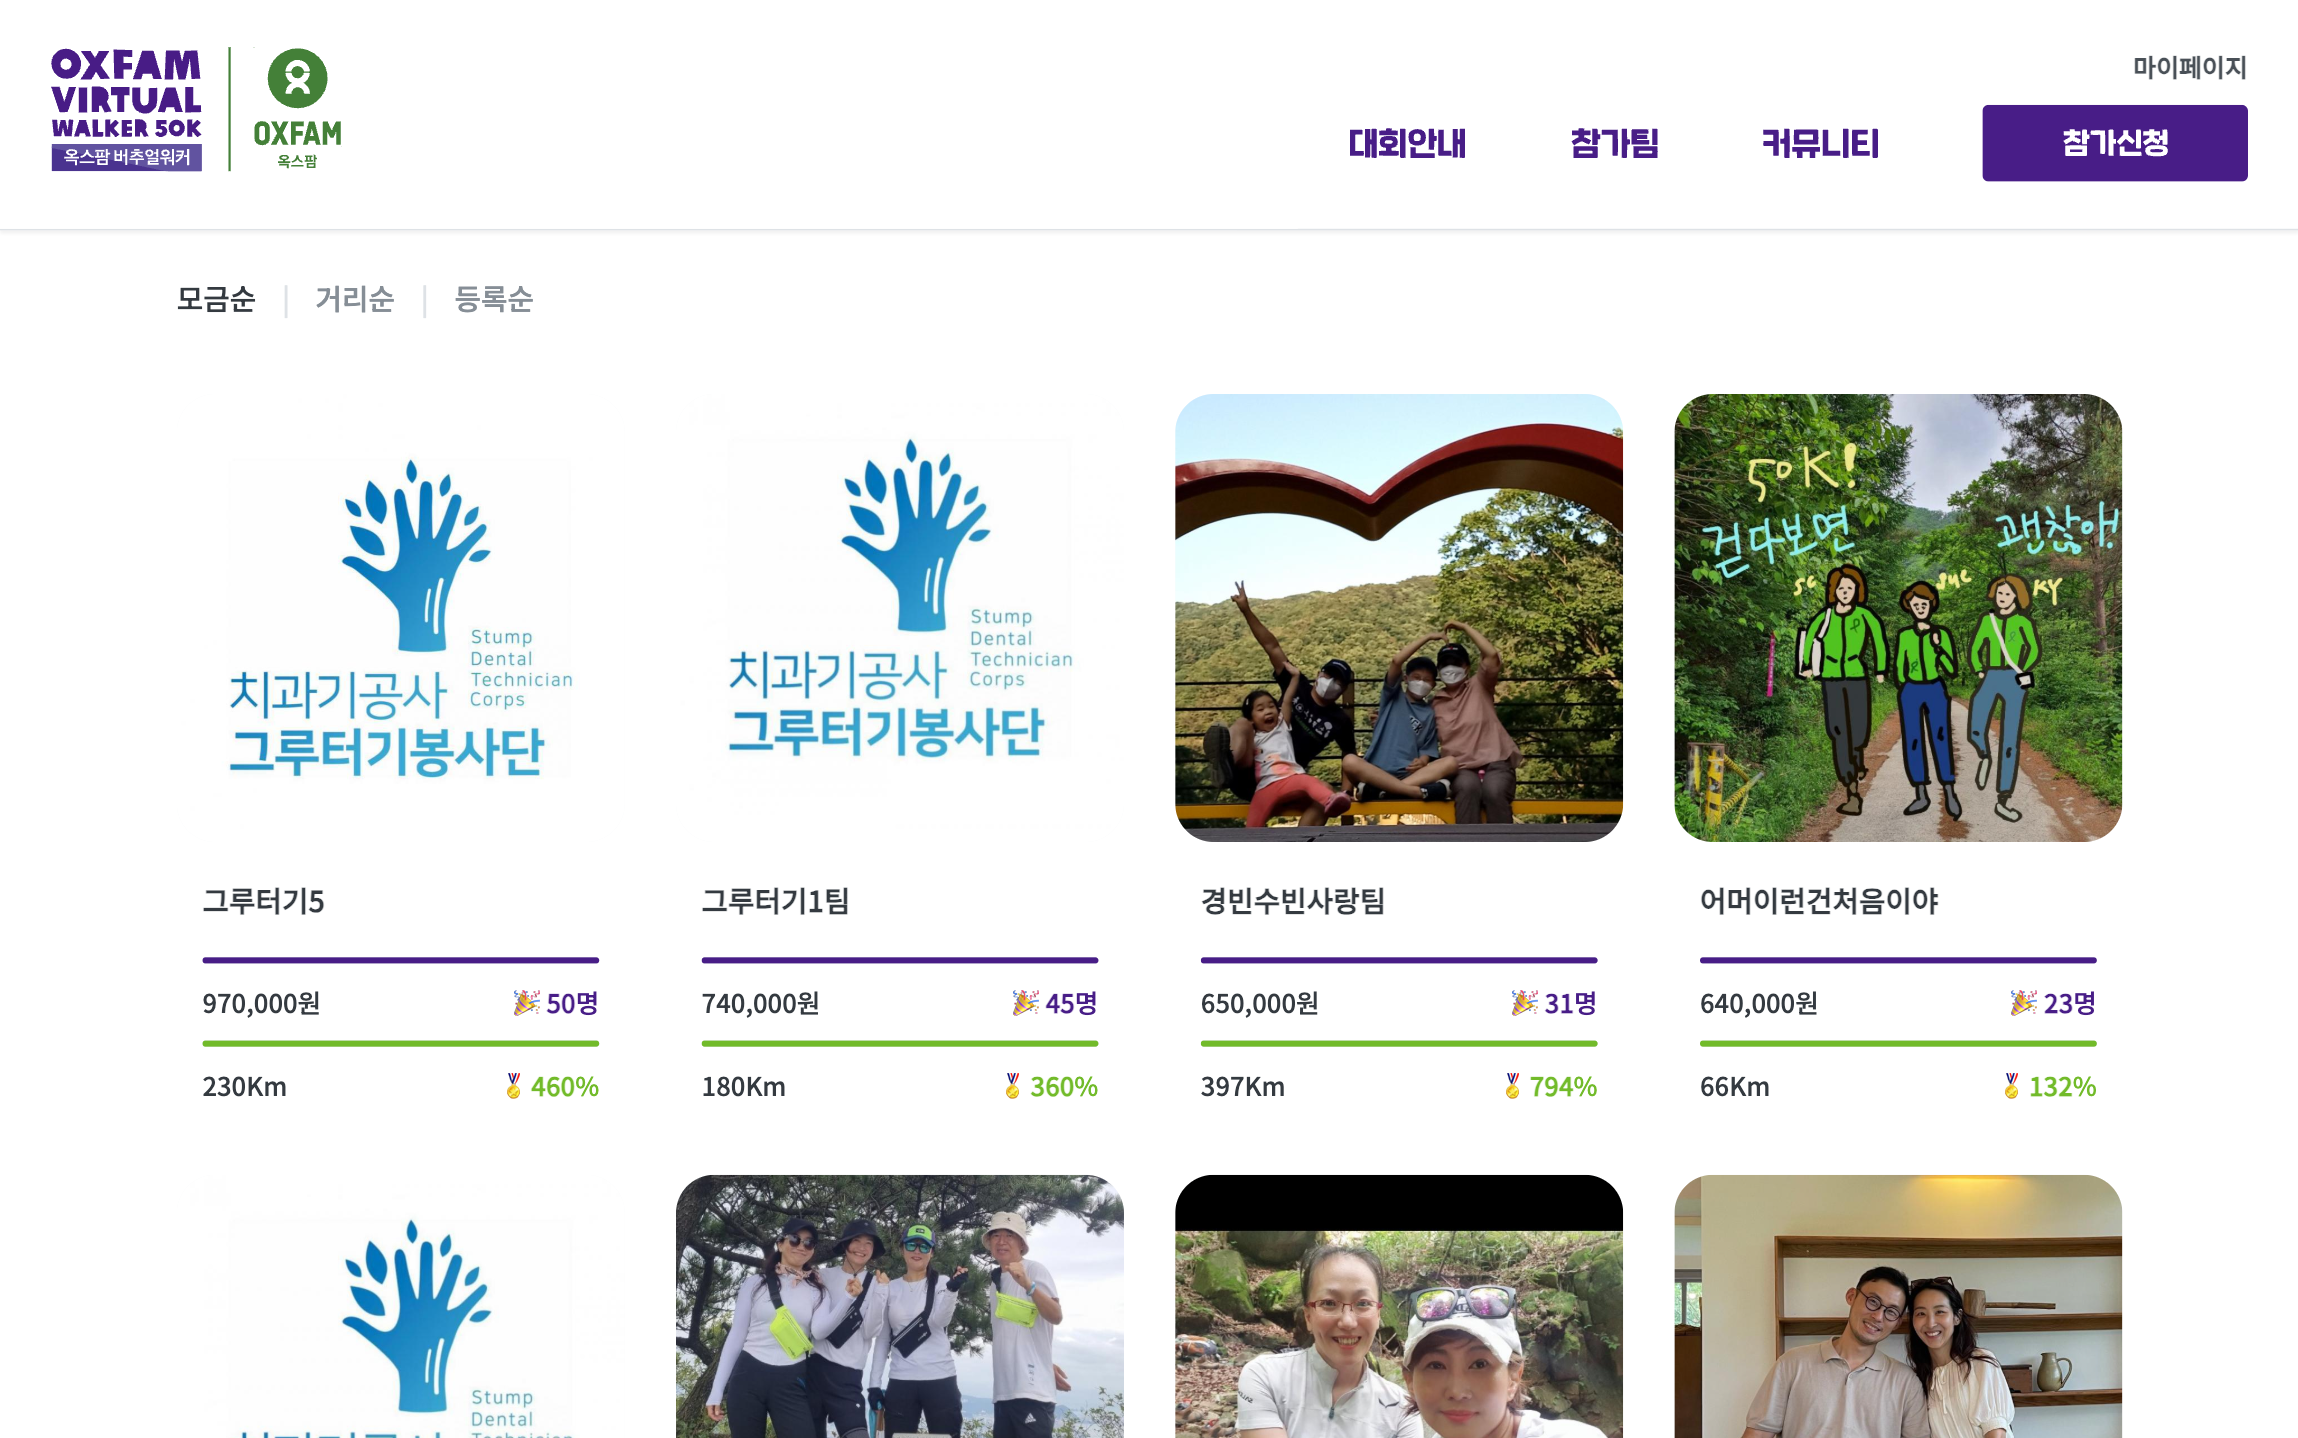 OXFAM
VIRTUAL
WALKER 50K
옥스팜 버추얼워커
OXFAM
옥스팜
마이페이지
대회안내
참가팀
커뮤니티
참가신청
모금순
거리순
등록순
Stump
Dental
Technician
Corps
치과기공사
그루터기봉사단
Stump
Dental
Technician
Corps
치과기공사
그루터기봉사단
50K!
걷다보면
괜찮아!
SC
KY
그루터기5
그루터기1팀
경빈수빈사랑팀
어머이런건처음이야
970,000원
50명
740,000원
45명
650,000원
31명
640,000원
23명
230Km
460%
180Km
360%
397Km
794%
66Km
132%
Stump
Dental